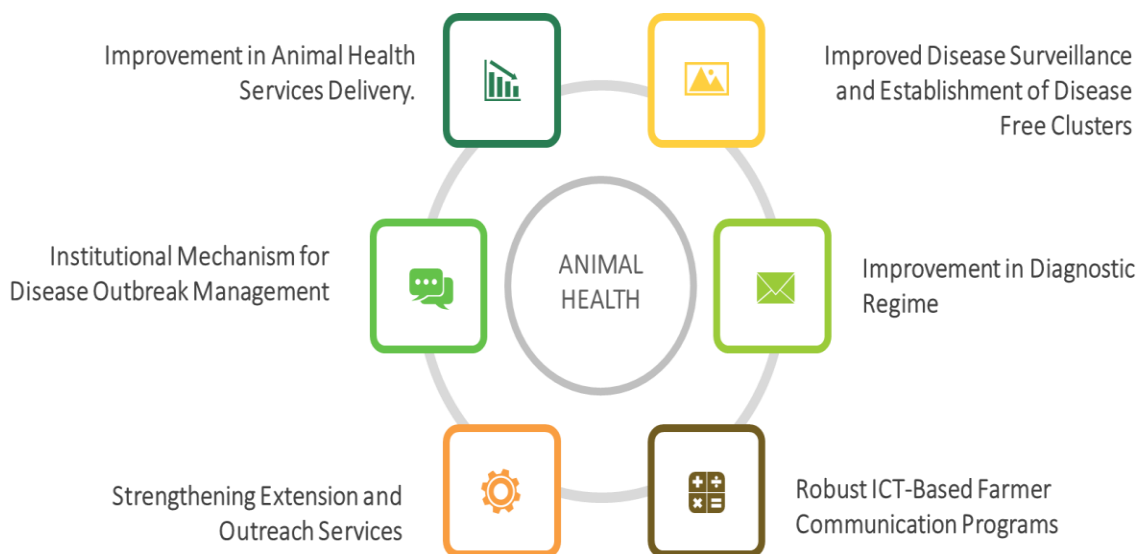 Improvement in Animal Health
Services Delivery.
Improved Disease Surveillance
and Establishment of Disease
Free Clusters
Institutional Mechanism for
Disease Outbreak Management
ANIMAL
HEALTH
Improvement in Diagnostic
Regime
Strengthening Extension and
Outreach Services
Robust ICT-Based Farmer
Communication Programs